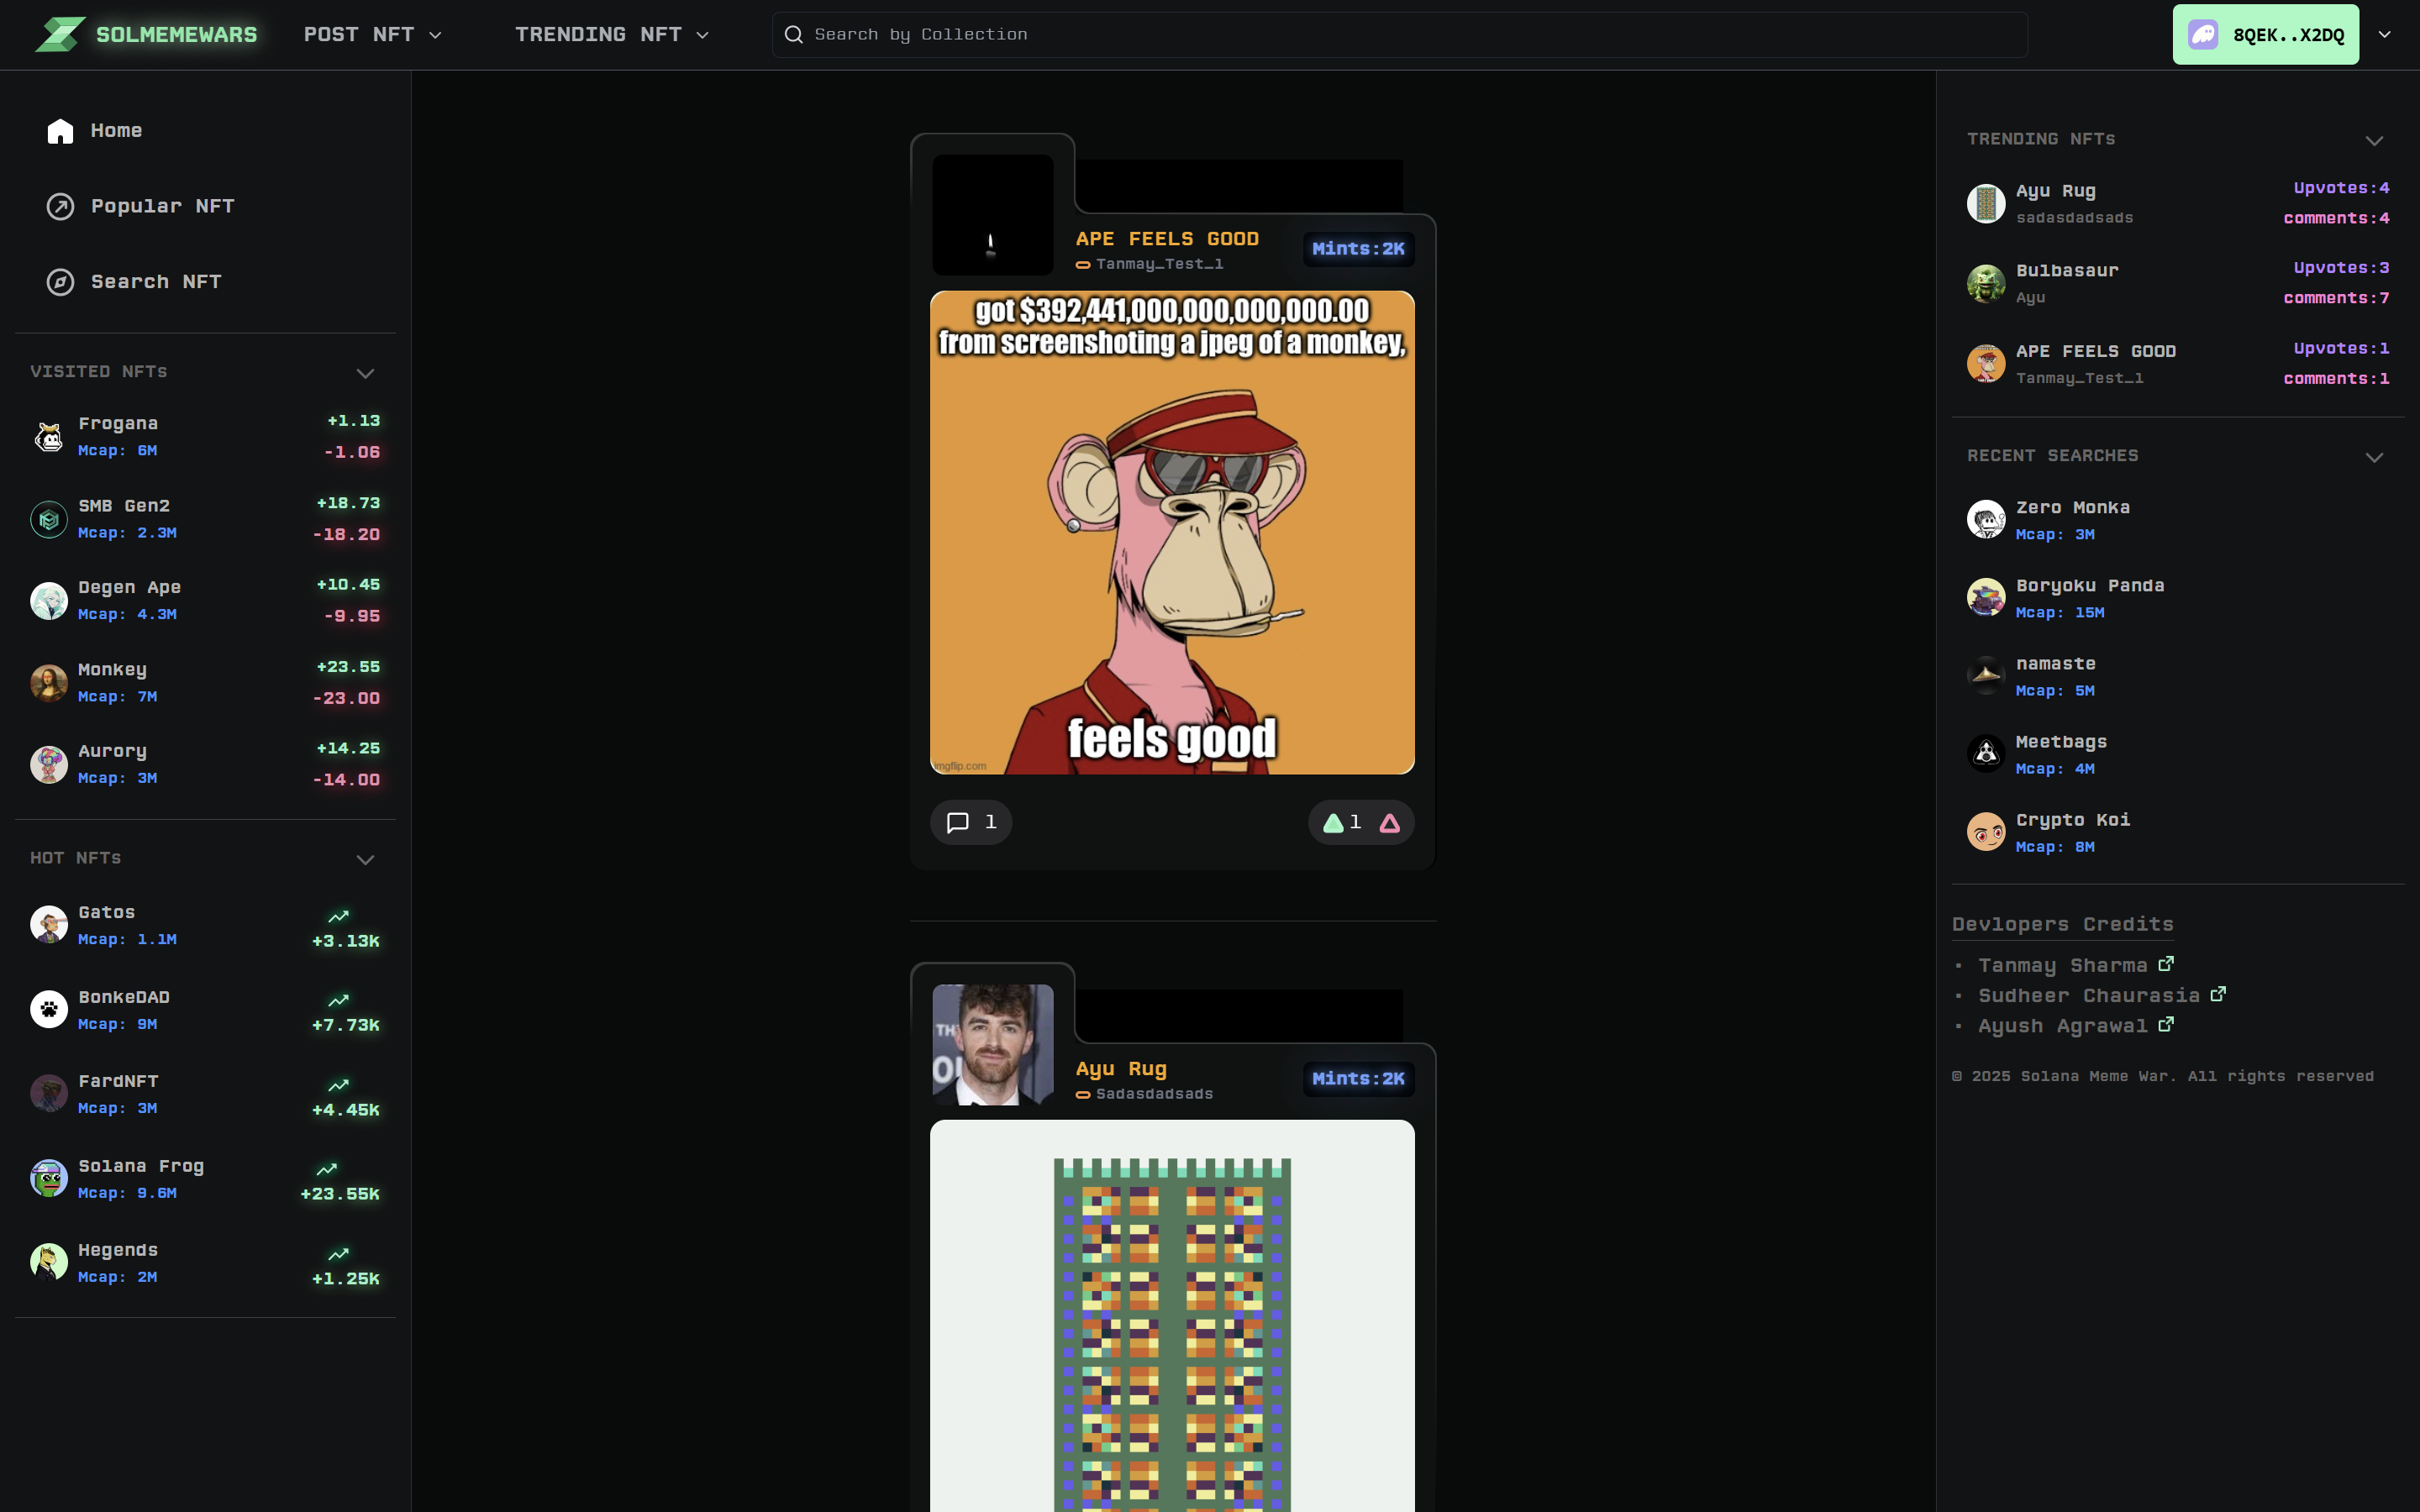 SOLMEMEWARS
POST NFT
TRENDING NFT
Search by Collection
8QEK..X2DQ
Home
Popular NFT
Search NFT
VISITED NFTs
Frogana
Mcap: 6M
+1.13
-1.06
SMB Gen2
Mcap: 2.3M
+18.73
-18.20
Degen Ape
Mcap: 4.3M
+10.45
-9.95
Monkey
Mcap: 7M
+23.55
-23.00
Aurory
Mcap: 3M
+14.25
-14.00
HOT NFTs
Gatos
Mcap: 1.1M
+3.13k
BonkeDAD
Mcap: 9M
+7.73k
FardNFT
Mcap: 3M
+4.45k
Solana Frog
Mcap: 9.6M
+23.55k
Hegends
Mcap: 2M
+1.25k
APE FEELS GOOD
Tanmay_Test_1
Mints:2K
got $392,441,000,000,000,000.00
from screenshoting a jpeg of a monkey,
feels good
imgflip.com
1
1
Ayu Rug
Sadasdadsads
Mints:2K
TRENDING NFTs
Ayu Rug
sadasdadsads
Upvotes:4
comments:4
Bulbasaur
Ayu
Upvotes:3
comments:7
APE FEELS GOOD
Tanmay_Test_1
Upvotes:1
comments:1
RECENT SEARCHES
Zero Monka
Mcap: 3M
Boryoku Panda
Mcap: 15M
namaste
Mcap: 5M
Meetbags
Mcap: 4M
Crypto Koi
Mcap: 8M
Devlopers Credits
• Tanmay Sharma
• Sudheer Chaurasia
• Ayush Agrawal
© 2025 Solana Meme War. All rights reserved